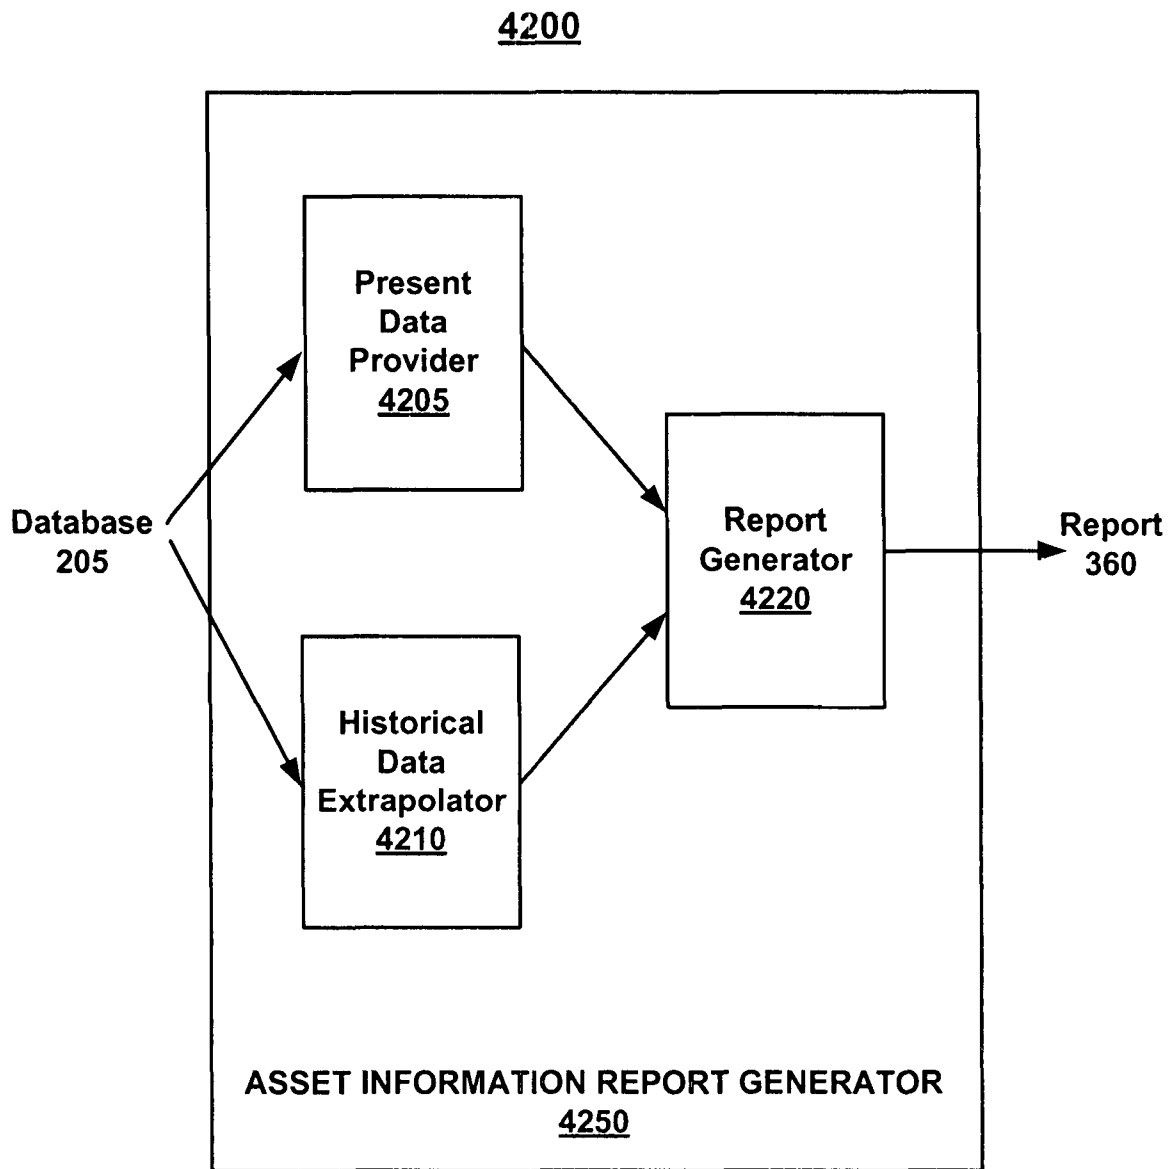 4200
Present
Data
Provider
4205
Database
205
Report
Generator
4220
Report
360
Historical
Data
Extrapolator
4210
ASSET INFORMATION REPORT GENERATOR
4250